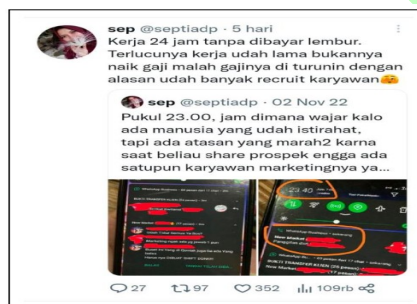 sep @septiadp · 5 hari
Kerja 24 jam tanpa dibayar lembur.
Terlucunya kerja udah lama bukannya
naik gaji malah gajinya di turunin dengan
alasan udah banyak recruit karyawan
sep @septiadp · 02 Nov 22
Pukul 23.00, jam dimana wajar kalo
ada manusia yang udah istirahat,
tapi ada atasan yang marah2 karna
saat beliau share prospek engga ada
satupun karyawan marketingnya ya...
23.40
27 97 352 109rb